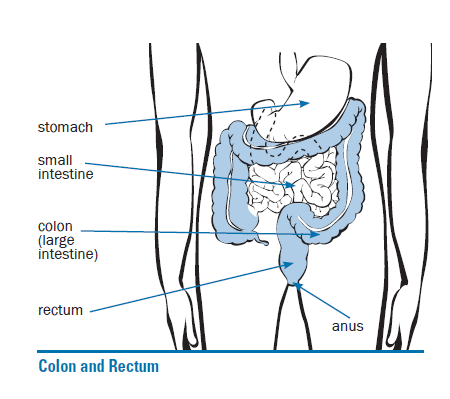 stomach
small
intestine
colon
(large
intestine)
rectum
anus
Colon and Rectum